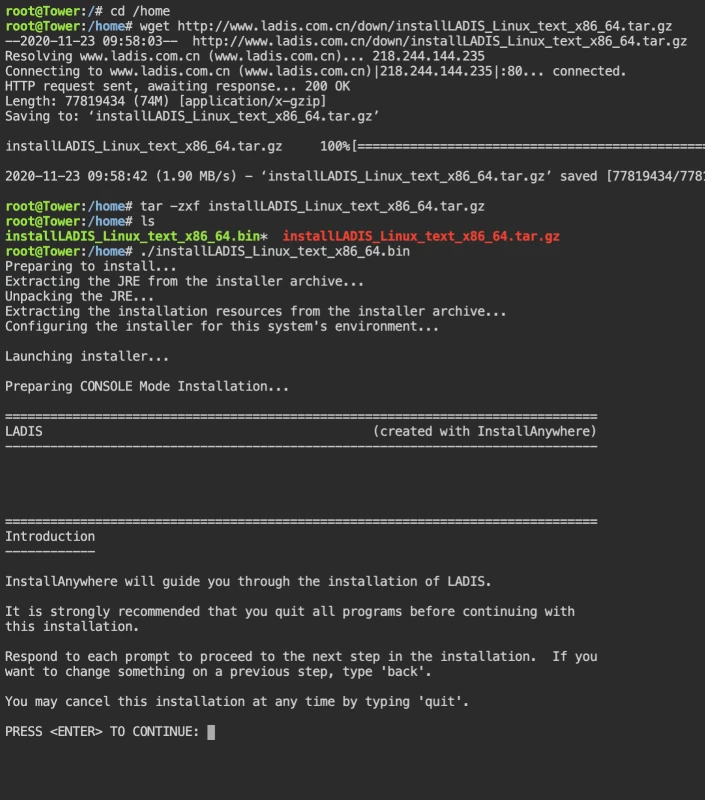 root@Tower:/# cd /home
root@Tower:/home# wget http://www.ladis.com.cn/down/installLADIS_Linux_text_x86_64.tar.gz
--2020-11-23 09:58:03--  http://www.ladis.com.cn/down/installLADIS_Linux_text_x86_64.tar.gz
Resolving www.ladis.com.cn (www.ladis.com.cn)... 218.244.144.235
Connecting to www.ladis.com.cn (www.ladis.com.cn)|218.244.144.235|:80... connected.
HTTP request sent, awaiting response... 200 OK
Length: 77819434 (74M) [application/x-gzip]
Saving to: ‘installLADIS_Linux_text_x86_64.tar.gz’
installLADIS_Linux_text_x86_64.tar.gz     100%[===============================================
2020-11-23 09:58:42 (1.90 MB/s) - ‘installLADIS_Linux_text_x86_64.tar.gz’ saved [77819434/7781
root@Tower:/home# tar -zxf installLADIS_Linux_text_x86_64.tar.gz
root@Tower:/home# ls
installLADIS_Linux_text_x86_64.bin*  installLADIS_Linux_text_x86_64.tar.gz
root@Tower:/home# ./installLADIS_Linux_text_x86_64.bin
Preparing to install...
Extracting the JRE from the installer archive...
Unpacking the JRE...
Extracting the installation resources from the installer archive...
Configuring the installer for this system's environment...
Launching installer...
Preparing CONSOLE Mode Installation...
===============================================================================
LADIS                                            (created with InstallAnywhere)
-------------------------------------------------------------------------------
===============================================================================
Introduction
------------
InstallAnywhere will guide you through the installation of LADIS.
It is strongly recommended that you quit all programs before continuing with
this installation.
Respond to each prompt to proceed to the next step in the installation.  If you
want to change something on a previous step, type 'back'.
You may cancel this installation at any time by typing 'quit'.
PRESS <ENTER> TO CONTINUE: